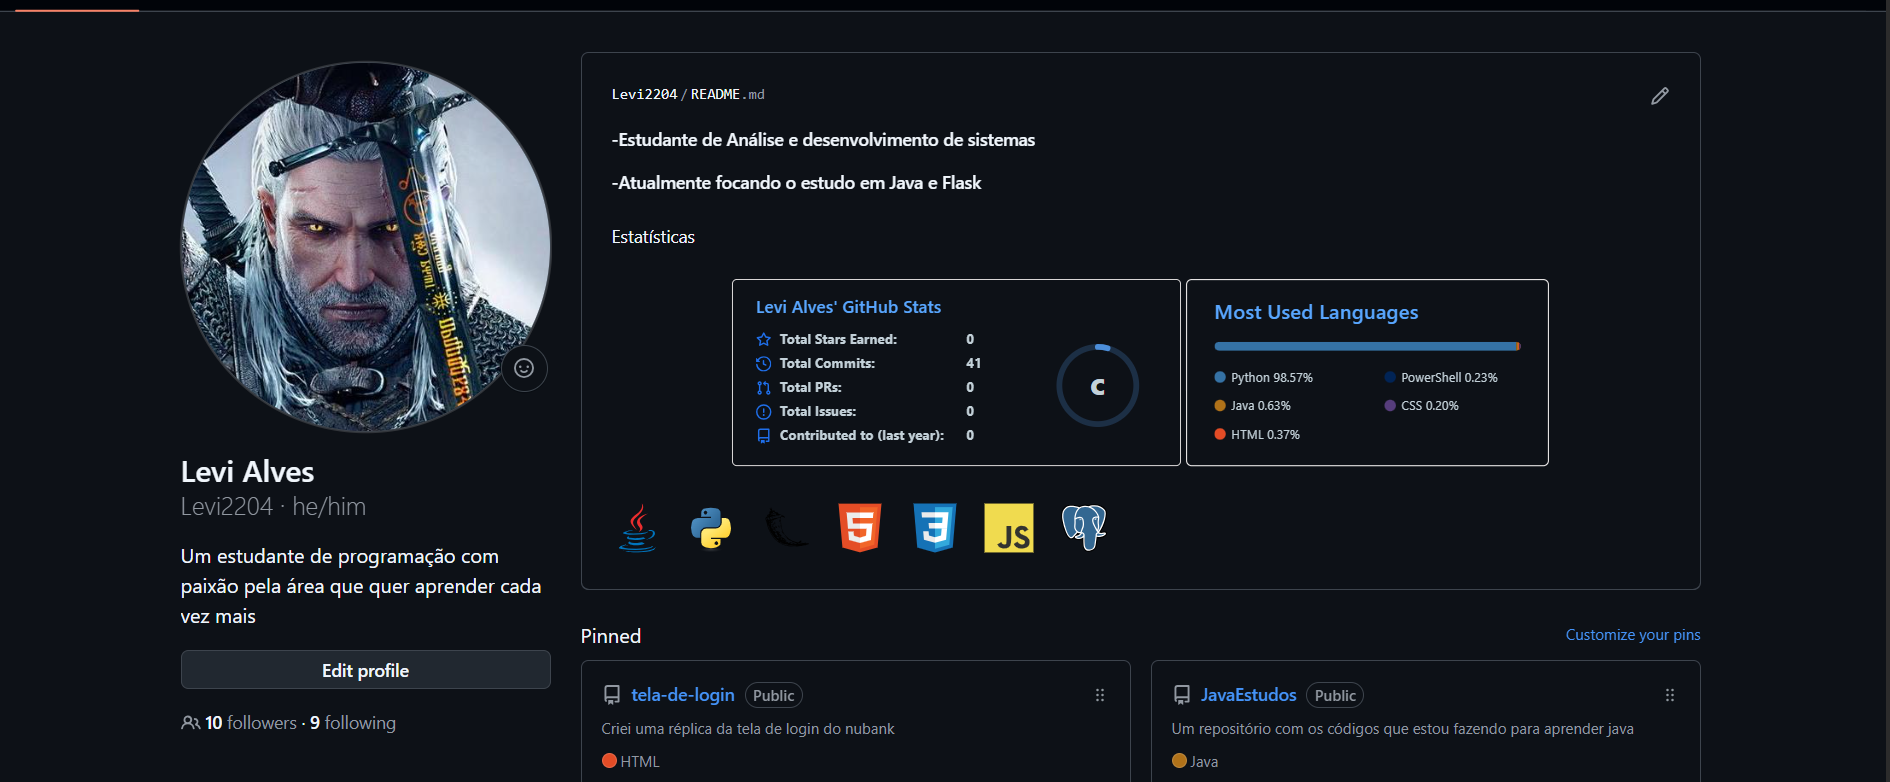 Levi Alves
Levi2204 · he/him
Um estudante de programação com
paixão pela área que quer aprender cada
vez mais
Edit profile
10 followers · 9 following
Levi2204/README.md
-Estudante de Análise e desenvolvimento de sistemas
-Atualmente focando o estudo em Java e Flask
Estatísticas
Levi Alves' GitHub Stats
Total Stars Earned: 0
Total Commits: 41
Total PRs: 0
Total Issues: 0
Contributed to (last year): 0
C
Most Used Languages
Python 98.57%
Java 0.63%
HTML 0.37%
PowerShell 0.23%
CSS 0.20%
5
3
JS
Pinned
Customize your pins
tela-de-login Public
Criei uma réplica da tela de login do nubank
HTML
JavaEstudos Public
Um repositório com os códigos que estou fazendo para aprender java
Java